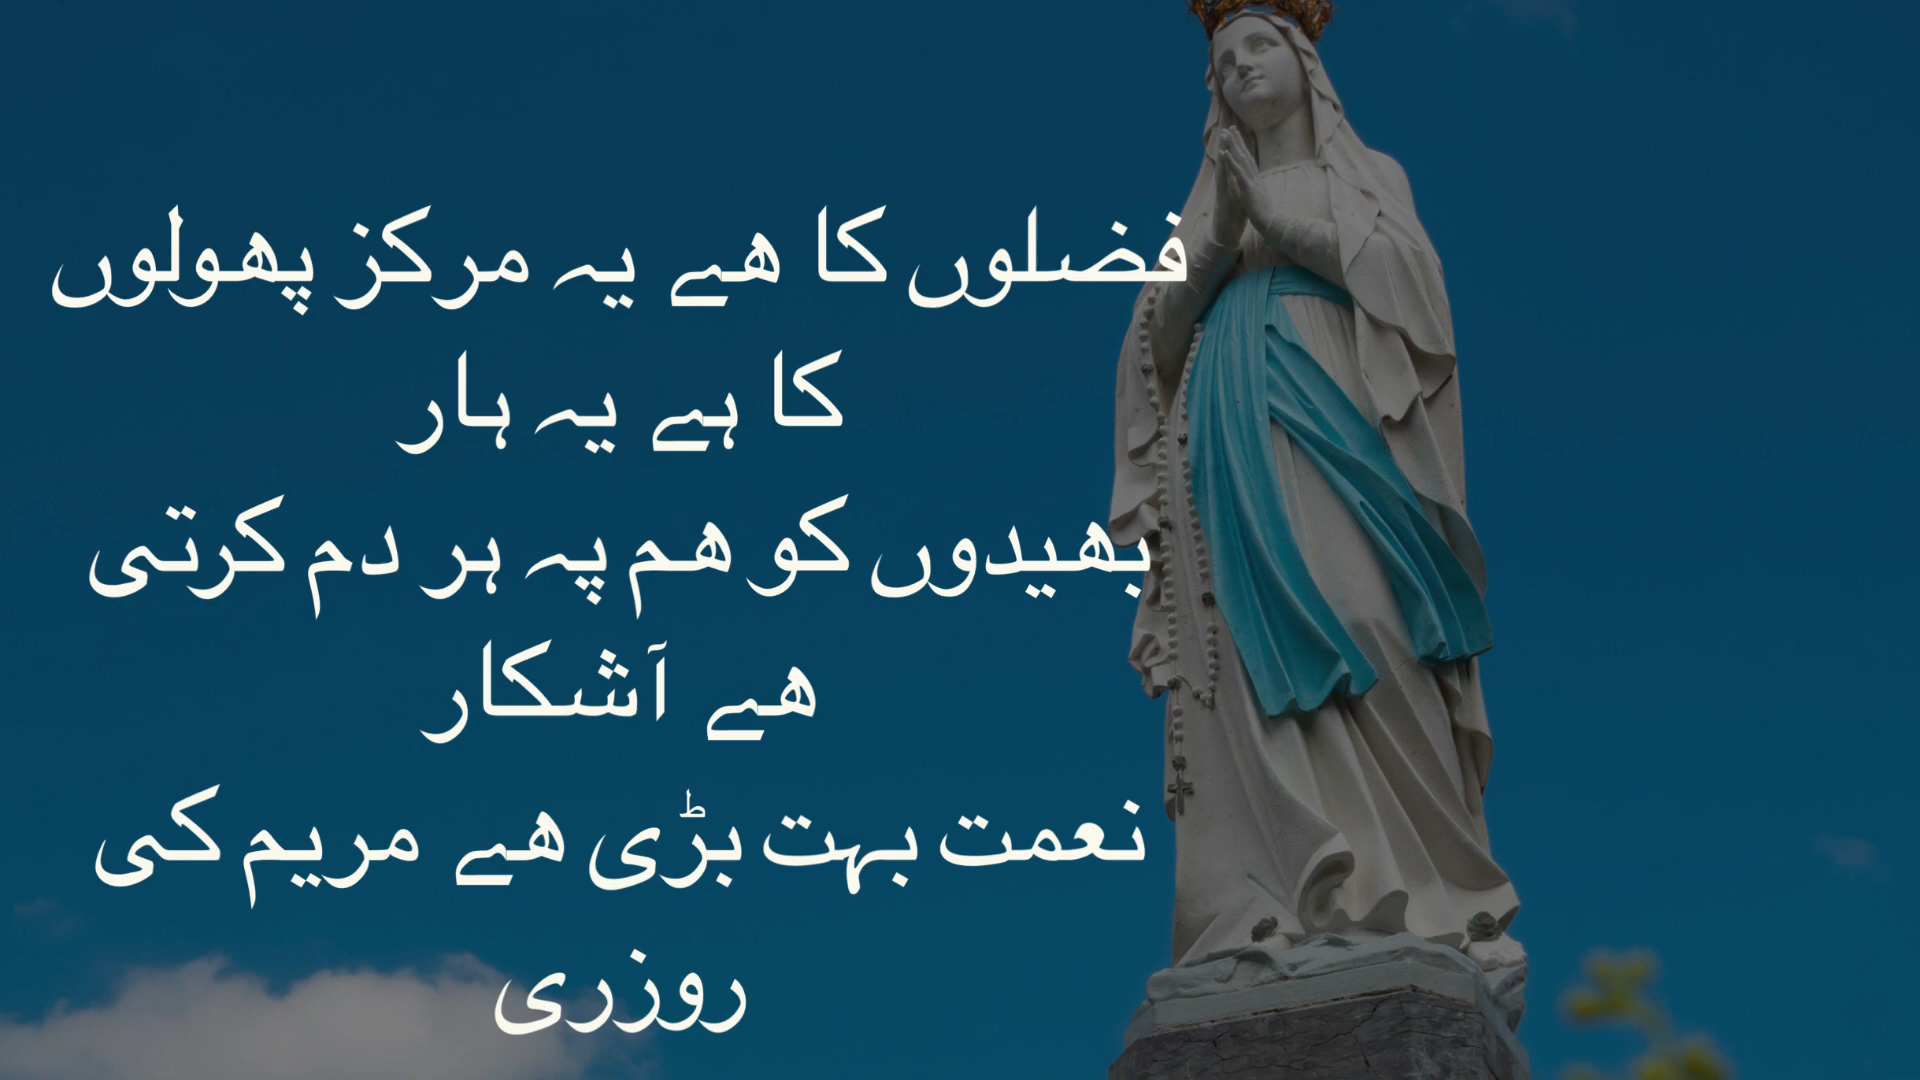 فضلوں کا ھے یہ مرکز پھولوں
کا ہے یہ ہار
بھیدوں کو ھم پہ ہر دم کرتی
ھے آشکار
نعمت بہت بڑی ھے مریم کی
روزری